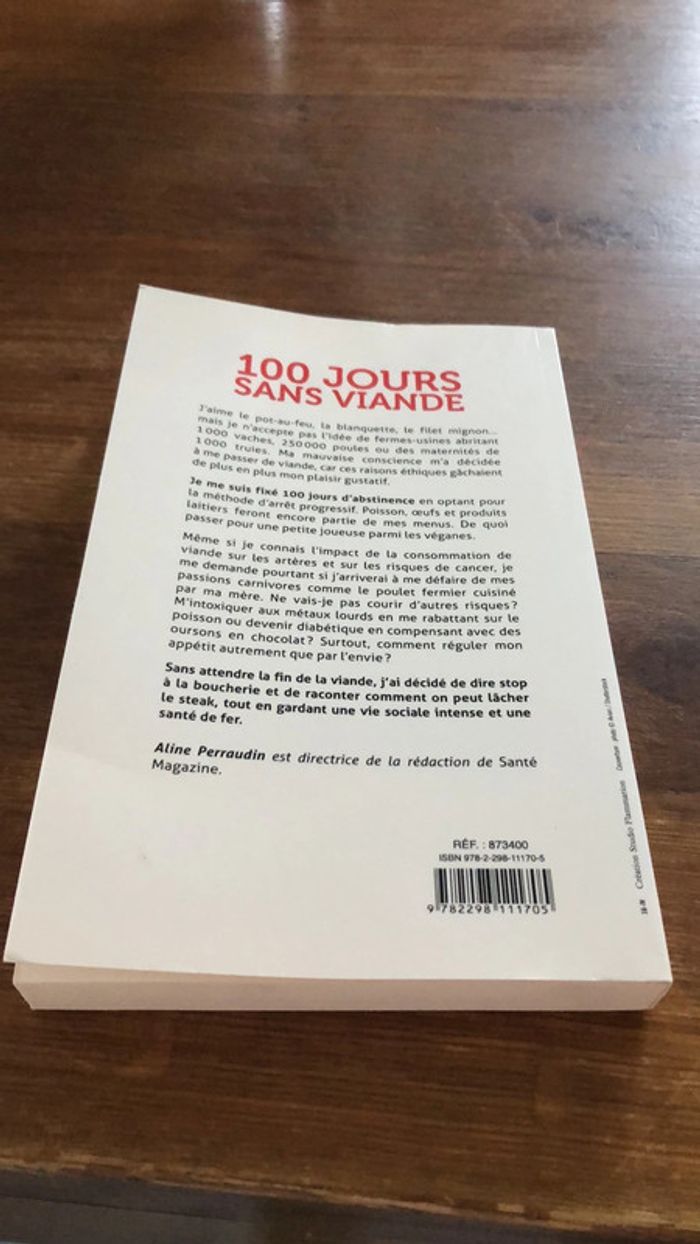 100 JOURS
SANS VIANDE
J'aime le pot-au-feu, la blanquette, le filet mignon...
mais je n'accepte pas l'idée de fermes-usines abritant
1 000 vaches, 250 000 poules ou des maternités de
1 000 truies. Ma mauvaise conscience m'a décidée
à me passer de viande, car ces raisons éthiques gâchaient
de plus en plus mon plaisir gustatif.
Je me suis fixé 100 jours d'abstinence en optant pour
la méthode d'arrêt progressif. Poisson, œufs et produits
laitiers feront encore partie de mes menus. De quoi
passer pour une petite joueuse parmi les véganes.
Même si je connais l'impact de la consommation de
viande sur les artères et sur les risques de cancer, je
me demande pourtant si j'arriverai à me défaire de mes
passions carnivores comme le poulet fermier cuisiné
par ma mère. Ne vais-je pas courir d'autres risques ?
M'intoxiquer aux métaux lourds en me rabattant sur le
poisson ou devenir diabétique en compensant avec des
oursons en chocolat ? Surtout, comment réguler mon
appétit autrement que par l'envie ?
Sans attendre la fin de la viande, j'ai décidé de dire stop
à la boucherie et de raconter comment on peut lâcher
le steak, tout en gardant une vie sociale intense et une
santé de fer.
Aline Perraudin est directrice de la rédaction de Santé
Magazine.
RÉF. : 873400
ISBN 978-2-298-11170-5
9 782298 111705
Création Studio Flammarion